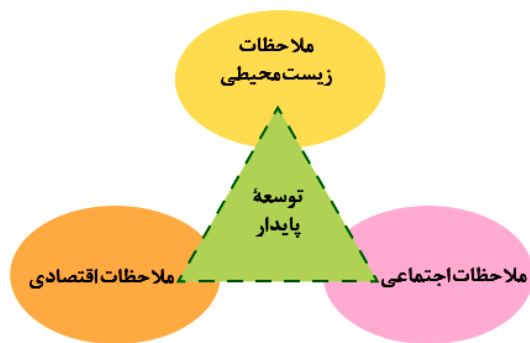 ملاحظات
زیست‌محیطی
توسعهٔ
پایدار
ملاحظات اجتماعی
ملاحظات اقتصادی